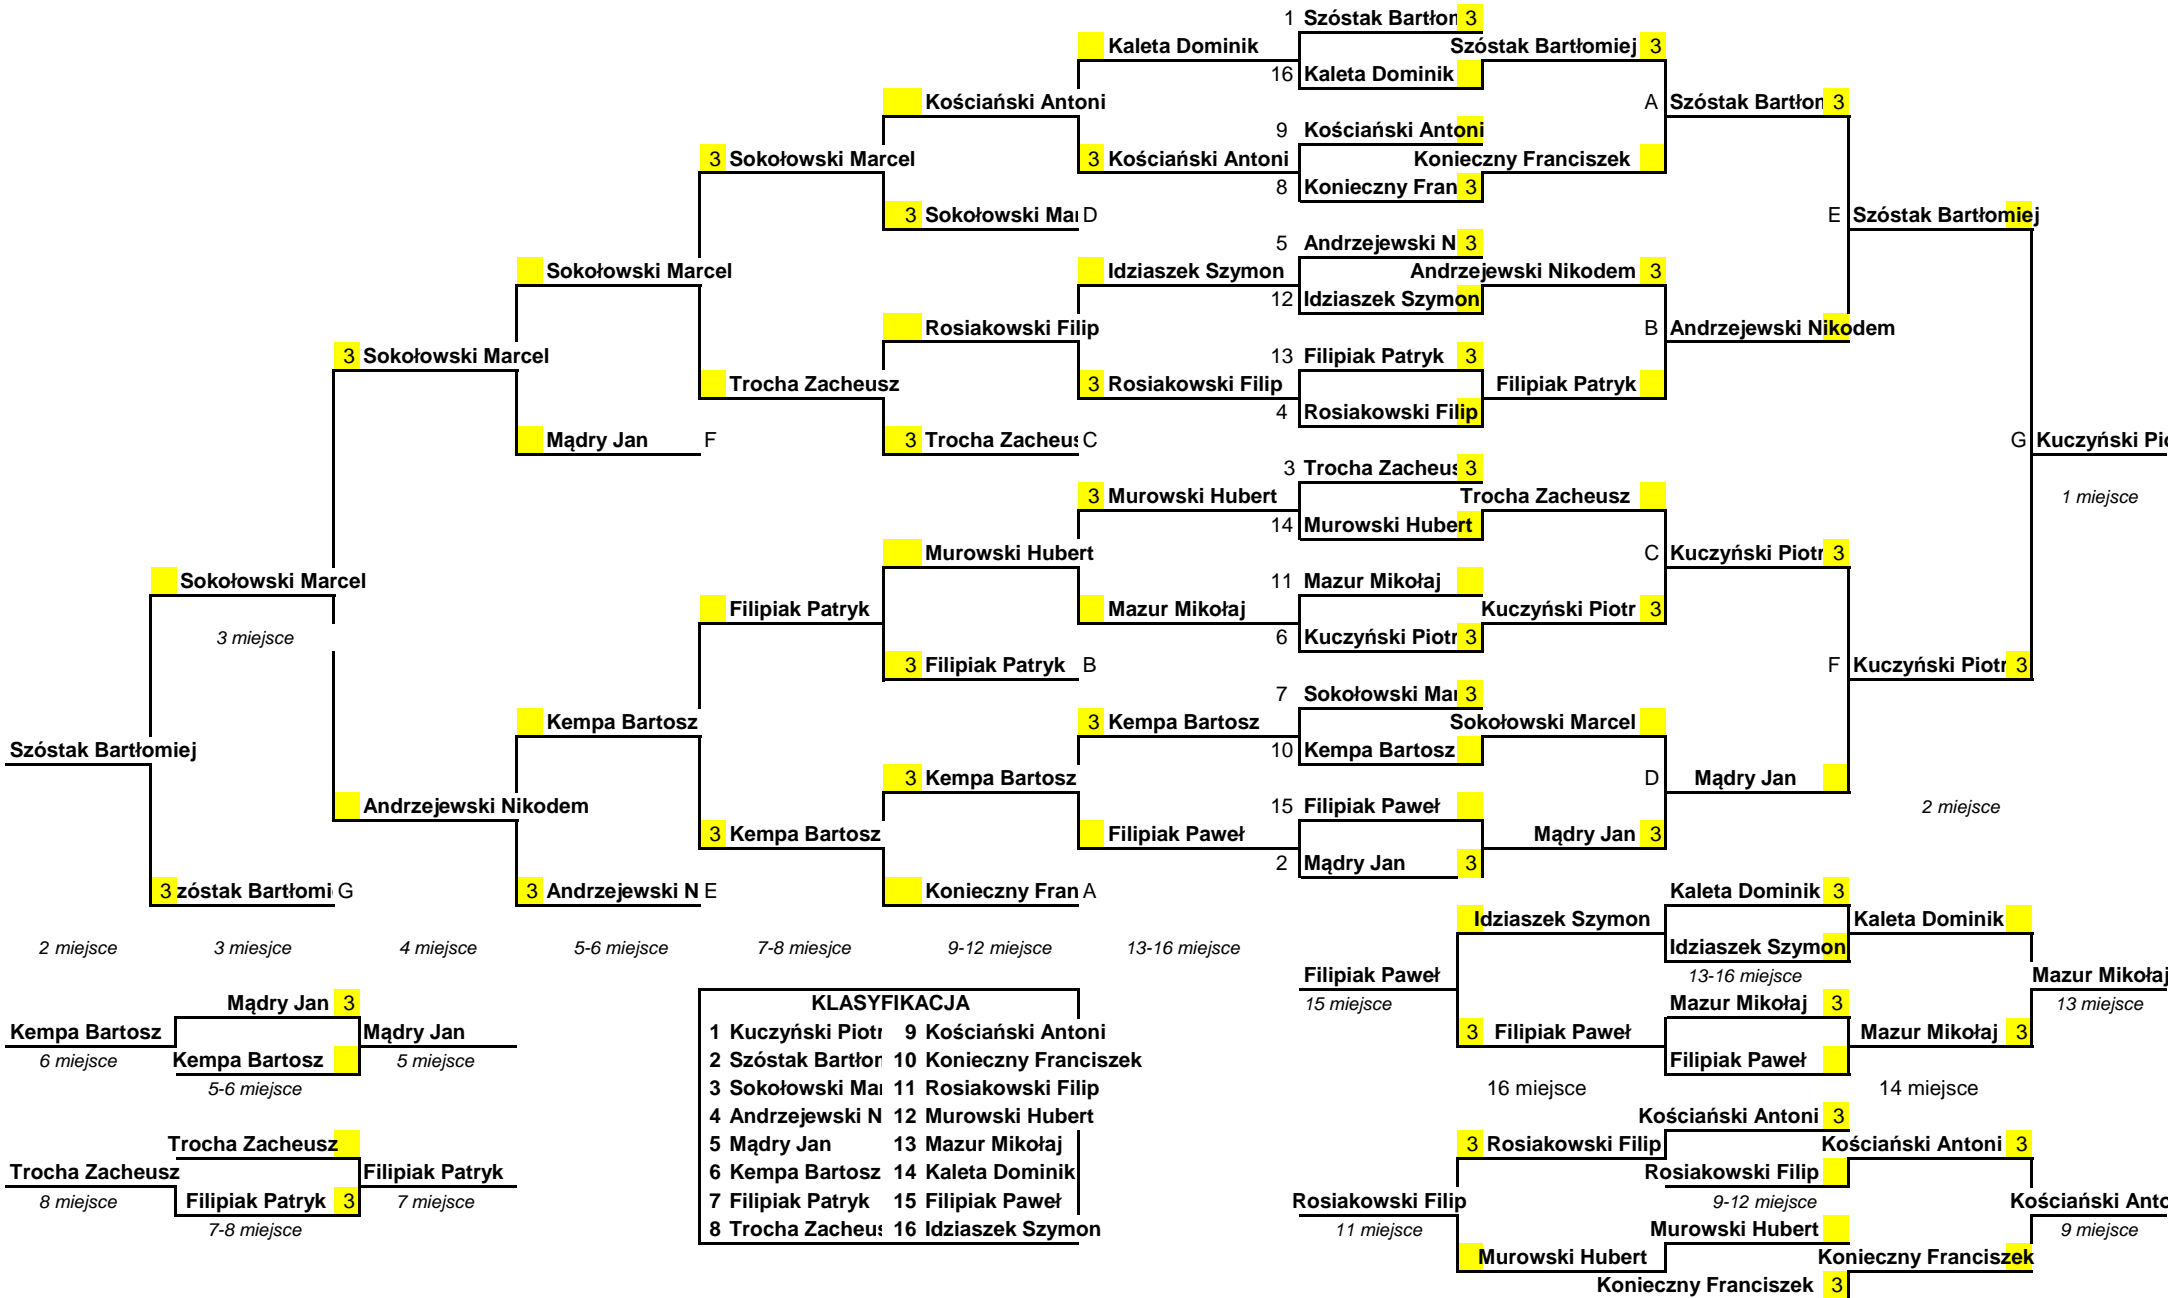 1 Szóstak Bartłon 3
Kaleta Dominik Szóstak Bartłomiej 3
16 Kaleta Dominik
Kościański Antoni A Szóstak Bartłon 3
9 Kościański Antoni
3 Sokołowski Marcel 3 Kościański Antoni Konieczny Franciszek
8 Konieczny Fran 3
3 Sokołowski Mar D E Szóstak Bartłomiej
5 Andrzejewski N 3
Sokołowski Marcel Idziaszek Szymon Andrzejewski Nikodem 3
12 Idziaszek Szymon
Rosiakowski Filip B Andrzejewski Nikodem
3 Sokołowski Marcel 13 Filipiak Patryk 3
Trocha Zacheusz 3 Rosiakowski Filip Filipiak Patryk
4 Rosiakowski Filip
Mądry Jan F 3 Trocha Zacheus C G Kuczyński Pio
3 Trocha Zacheus 3
3 Murowski Hubert Trocha Zacheusz 1 miejsce
14 Murowski Hubert
Murowski Hubert C Kuczyński Piotr 3
Sokołowski Marcel 11 Mazur Mikołaj
Filipiak Patryk Mazur Mikołaj Kuczyński Piotr 3
3 miejsce 6 Kuczyński Piotr 3
3 Filipiak Patryk B F Kuczyński Piotr 3
7 Sokołowski Mar 3
Kempa Bartosz 3 Kempa Bartosz Sokołowski Marcel
Szóstak Bartłomiej 10 Kempa Bartosz
3 Kempa Bartosz D Mądry Jan
Andrzejewski Nikodem 15 Filipiak Paweł 2 miejsce
3 Kempa Bartosz Filipiak Paweł Mądry Jan 3
2 Mądry Jan 3
3 zóstak Bartłomi G 3 Andrzejewski N E Konieczny Fran A Kaleta Dominik 3
Idziaszek Szymon Kaleta Dominik
2 miejsce 3 miesjce 4 miejsce 5-6 miejsce 7-8 miesjce 9-12 miejsce 13-16 miejsce Idziaszek Szymon
Filipiak Paweł 13-16 miejsce Mazur Mikołaj
Mądry Jan 3 KLASYFIKACJA 15 miejsce Mazur Mikołaj 3 13 miejsce
Kempa Bartosz Mądry Jan 1 Kuczyński Piotr 9 Kościański Antoni 3 Filipiak Paweł Mazur Mikołaj 3
6 miejsce Kempa Bartosz 5 miejsce 2 Szóstak Bartłon 10 Konieczny Franciszek Filipiak Paweł
5-6 miejsce 3 Sokołowski Mar 11 Rosiakowski Filip 16 miejsce 14 miejsce
4 Andrzejewski N 12 Murowski Hubert Kościański Antoni 3
Trocha Zacheusz 5 Mądry Jan 13 Mazur Mikołaj 3 Rosiakowski Filip Kościański Antoni 3
Trocha Zacheusz Filipiak Patryk 6 Kempa Bartosz 14 Kaleta Dominik Rosiakowski Filip
8 miejsce Filipiak Patryk 3 7 miejsce 7 Filipiak Patryk 15 Filipiak Paweł Rosiakowski Filip 9-12 miejsce Kościański Anto
7-8 miejsce 8 Trocha Zacheus 16 Idziaszek Szymon 11 miejsce Murowski Hubert 9 miejsce
Murowski Hubert Konieczny Franciszek
Konieczny Franciszek 3